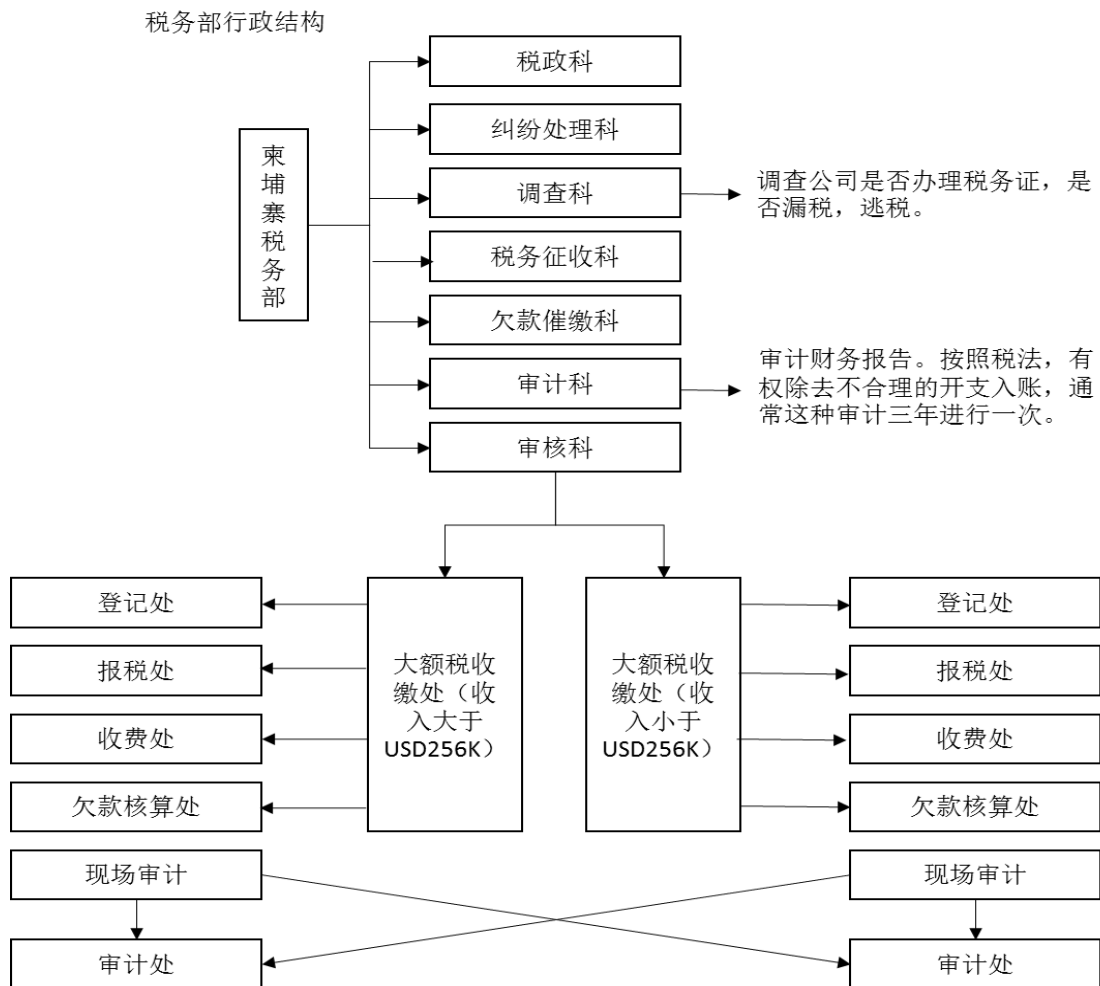 税务部行政结构
税政科
纠纷处理科
柬埔寨税务部
调查科
调查公司是否办理税务证，是
否漏税，逃税。
税务征收科
欠款催缴科
审计科
审计财务报告。按照税法，有
权除去不合理的开支入账，通
常这种审计三年进行一次。
审核科
登记处
报税处
收费处
欠款核算处
大额税收
缴处（收
入大于
USD256K）
大额税收
缴处（收
入小于
USD256K）
登记处
报税处
收费处
欠款核算处
现场审计
现场审计
审计处
审计处